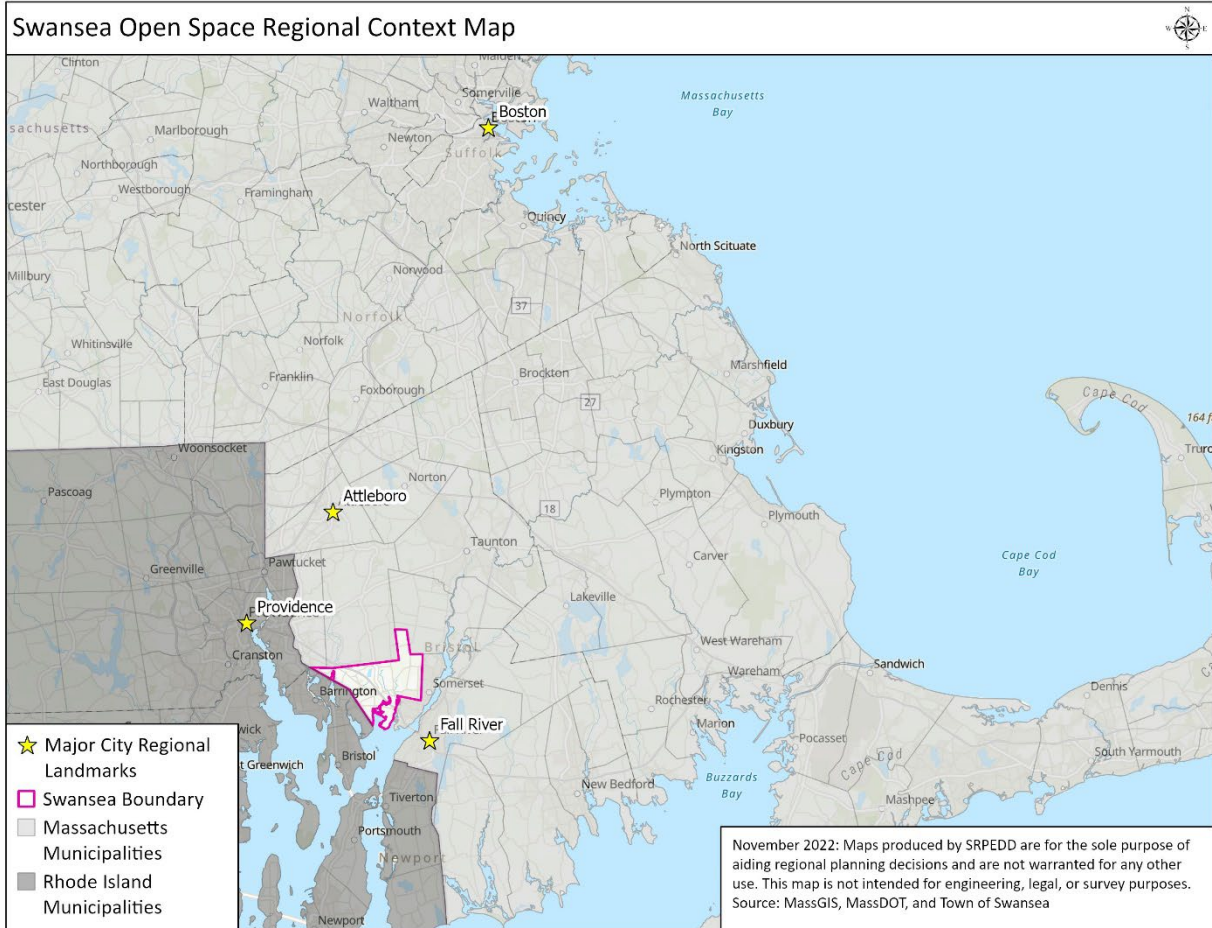 Swansea Open Space Regional Context Map
N
W
E
S
Clinton
Malden
Somerville
Waltham
Boston
Massachusetts
Bay
Marlborough
Newton
Suffolk
Northborough
Westborough
Framingham
Quincy
North Scituate
Millbury
Norwood
37
Norfolk
Whitinsville
Norfolk
Marshfield
East Douglas
Franklin
Foxborough
Brockton
27
Cape Cod
164 f
Duxbury
Truro
Woonsocket
Kingston
Pascoag
Norton
Attleboro
Plympton
18
Plymouth
Taunton
Cape Cod
Bay
Greenville
Pawtucket
Carver
Lakeville
Providence
West Wareham
Bristol
Cranston
Wareham
Sandwich
Barrington
Somerset
Dennis
Rochester
Marion
Fall River
Pocasset
Bristol
South Yarmouth
t Greenwich
Cape Cod
Buzzards
Bay
New Bedford
Tiverton
Mashpee
Portsmouth
Newport
Newport
Major City Regional
Landmarks
Swansea Boundary
Massachusetts
Municipalities
Rhode Island
Municipalities
November 2022: Maps produced by SRPEDD are for the sole purpose of
aiding regional planning decisions and are not warranted for any other
use. This map is not intended for engineering, legal, or survey purposes.
Source: MassGIS, MassDOT, and Town of Swansea